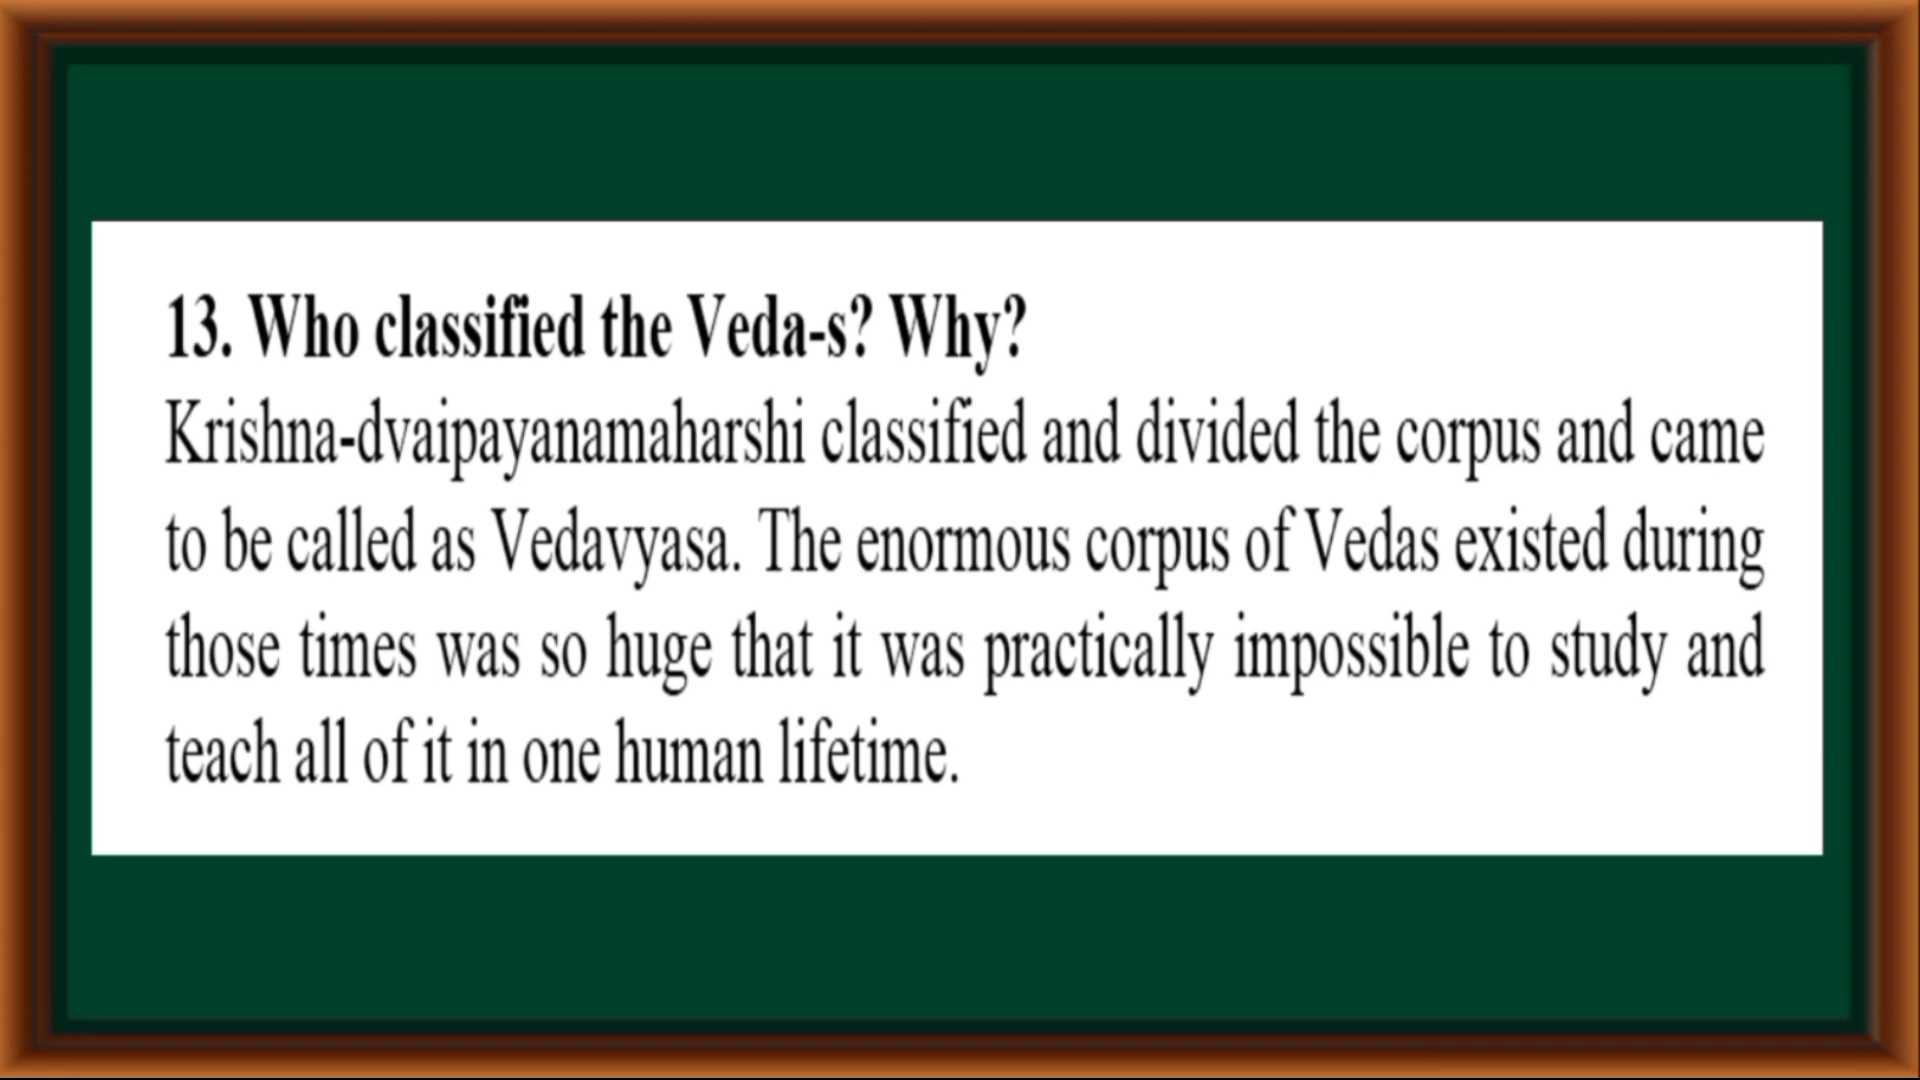 13. Who classified the Veda-s? Why?
Krishna-dvaipayanamaharshi classified and divided the corpus and came
to be called as Vedavyasa. The enormous corpus of Vedas existed during
those times was so huge that it was practically impossible to study and
teach all of it in one human lifetime.